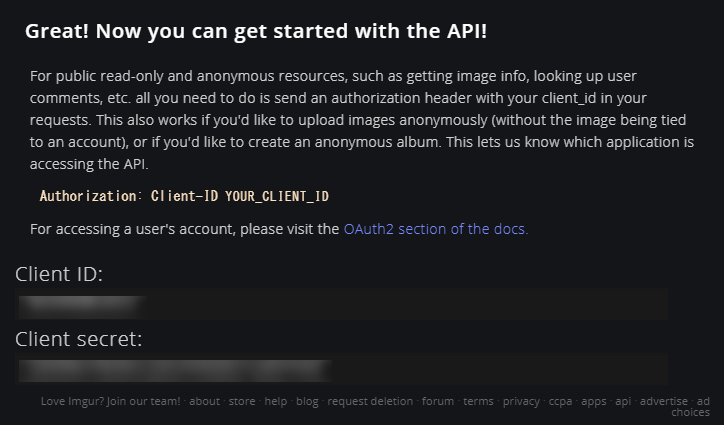 Great! Now you can get started with the API!
For public read-only and anonymous resources, such as getting image info, looking up user
comments, etc. all you need to do is send an authorization header with your client_id in your
requests. This also works if you'd like to upload images anonymously (without the image being tied
to an account), or if you'd like to create an anonymous album. This lets us know which application is
accessing the API.
Authorization: Client-ID YOUR_CLIENT_ID
For accessing a user's account, please visit the OAuth2 section of the docs.
Client ID:
Client secret:
Love Imgur? Join our team! · about · store · help · blog · request deletion · forum · terms · privacy · ccpa · apps · api · advertise · ad
choices